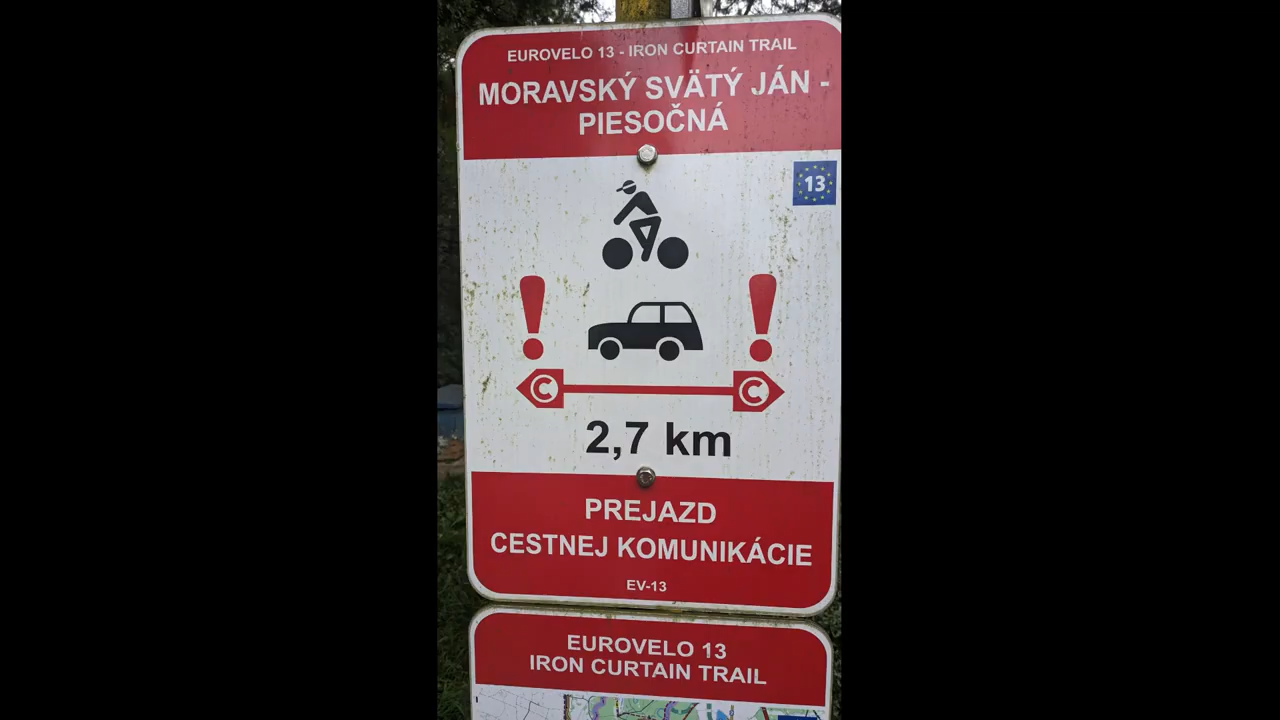 EUROVELO 13 - IRON CURTAIN TRAIL
MORAVSKÝ SVÄTÝ JÁN -
PIESOČNÁ
13
C C
2,7 km
PREJAZD
CESTNEJ KOMUNIKÁCIE
EV-13
EUROVELO 13
IRON CURTAIN TRAIL